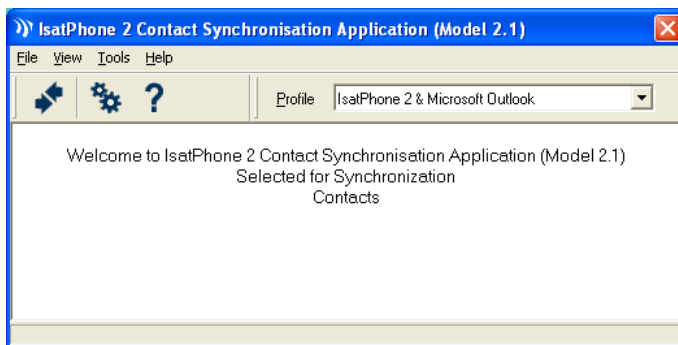 IsatPhone 2 Contact Synchronisation Application (Model 2.1)
File View Tools Help
Profile IsatPhone 2 & Microsoft Outlook
Welcome to IsatPhone 2 Contact Synchronisation Application (Model 2.1)
Selected for Synchronization
Contacts